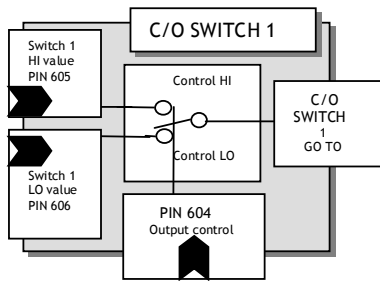 C/O SWITCH 1
Switch 1
HI value
PIN 605
Control HI
C/O
SWITCH
1
GO TO
Control LO
Switch 1
LO value
PIN 606
PIN 604
Output control